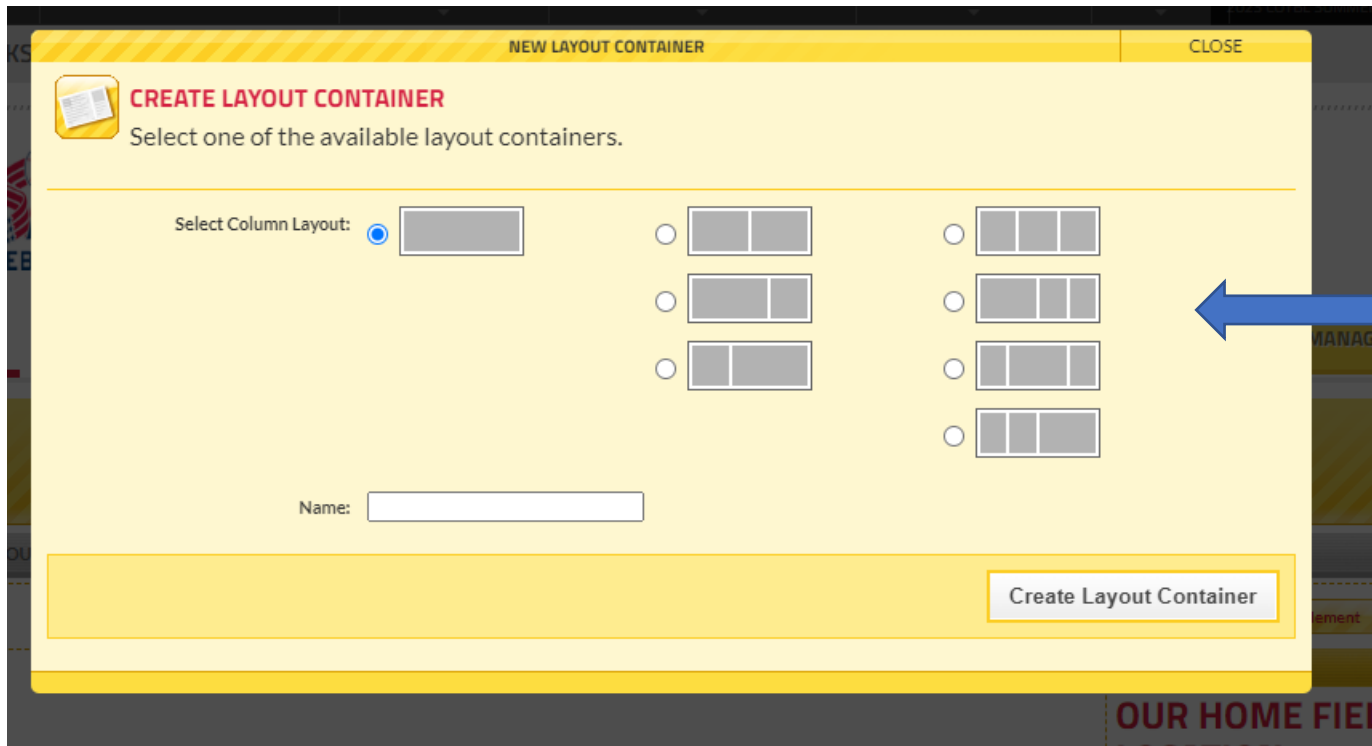 NEW LAYOUT CONTAINER
CLOSE
CREATE LAYOUT CONTAINER
Select one of the available layout containers.
Select Column Layout:
Name:
Create Layout Container
OUR HOME